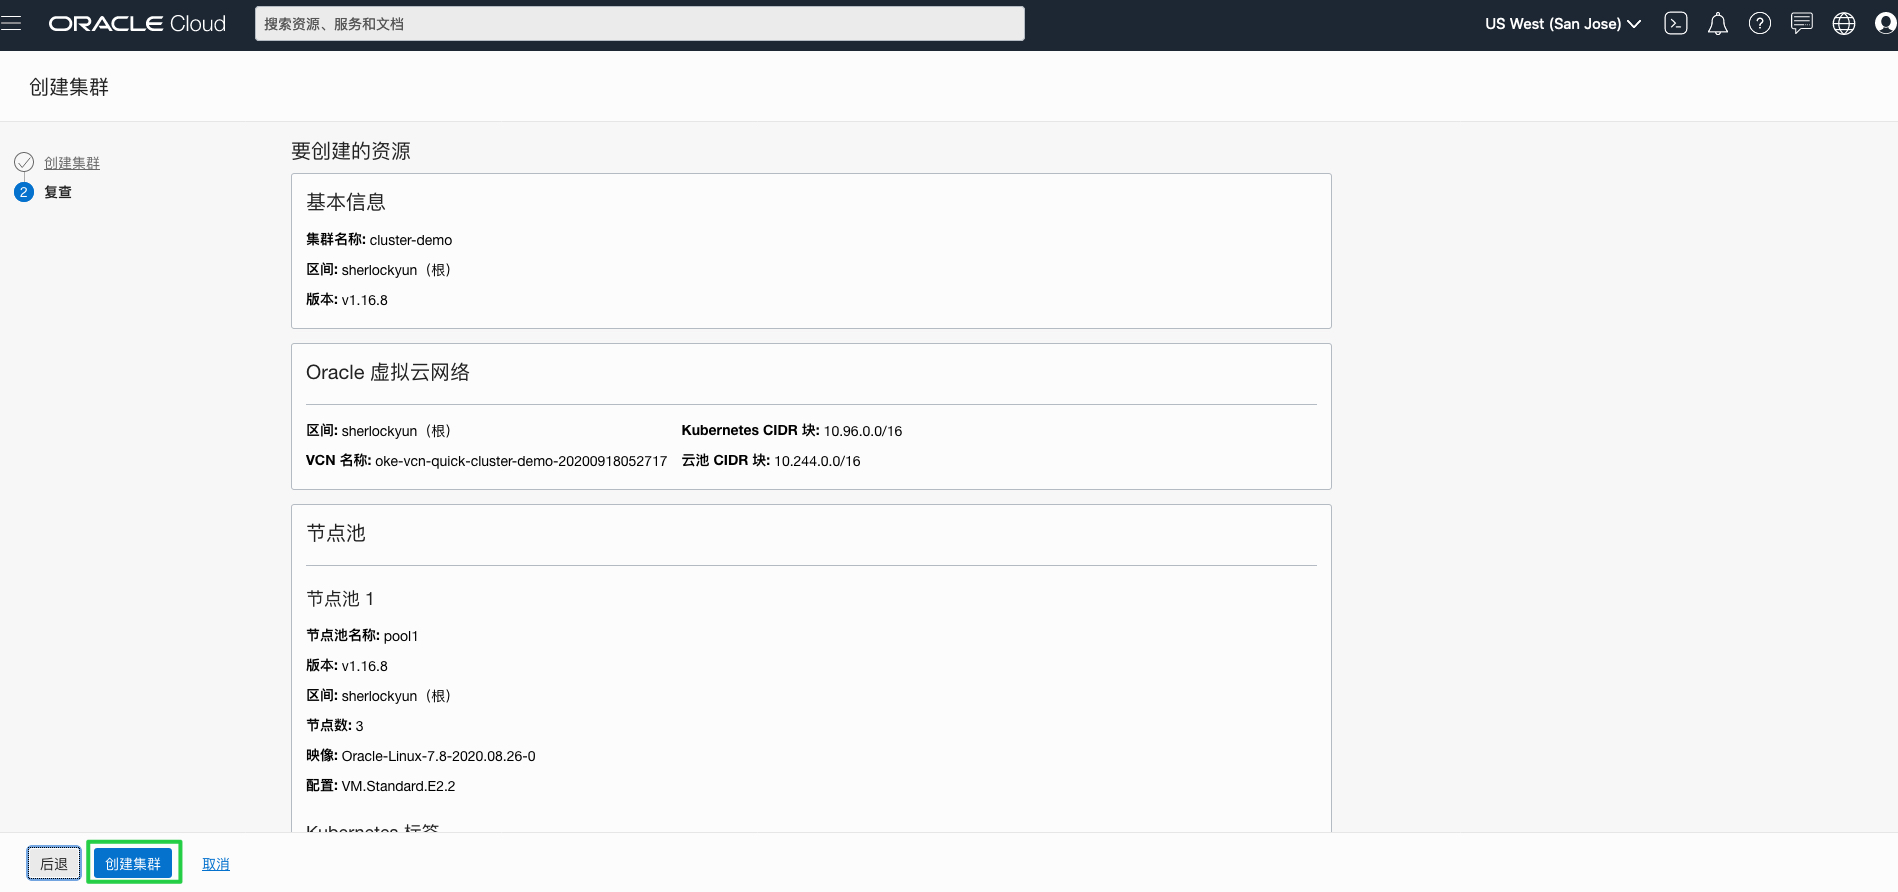 ORACLE Cloud
搜索资源、服务和文档
US West (San Jose)
创建集群
创建集群
2 复查
要创建的资源
基本信息
集群名称: cluster-demo
区间: sherlockyun（根）
版本: v1.16.8
Oracle 虚拟云网络
区间: sherlockyun（根）
Kubernetes CIDR 块: 10.96.0.0/16
VCN 名称: oke-vcn-quick-cluster-demo-20200918052717
云池 CIDR 块: 10.244.0.0/16
节点池
节点池 1
节点池名称: pool1
版本: v1.16.8
区间: sherlockyun（根）
节点数: 3
映像: Oracle-Linux-7.8-2020.08.26-0
配置: VM.Standard.E2.2
Kubernetes 标签
后退
创建集群
取消